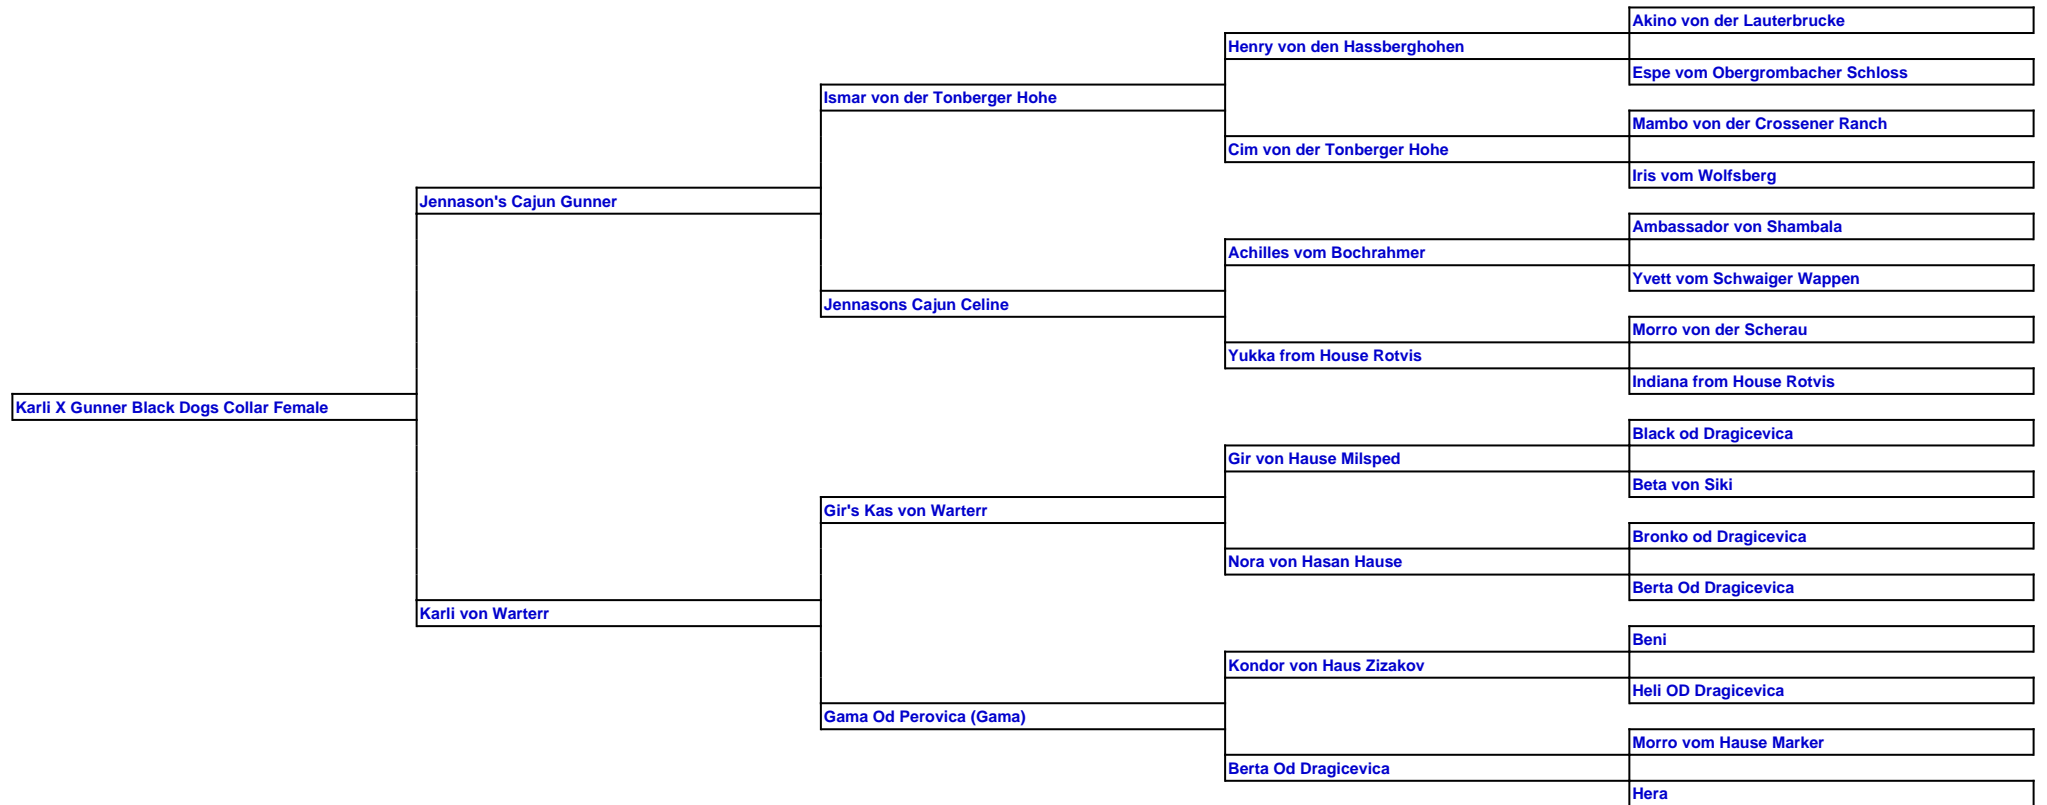 Akino von der Lauterbrucke
Henry von den Hassberghohen
Espe vom Obergrombacher Schloss
Ismar von der Tonberger Hohe
Mambo von der Crossener Ranch
Cim von der Tonberger Hohe
Iris vom Wolfsberg
Jennason's Cajun Gunner
Ambassador von Shambala
Achilles vom Bochrahmer
Yvett vom Schwaiger Wappen
Jennasons Cajun Celine
Morro von der Scherau
Yukka from House Rotvis
Indiana from House Rotvis
Karli X Gunner Black Dogs Collar Female
Black od Dragicevica
Gir von Hause Milsped
Beta von Siki
Gir's Kas von Warterr
Bronko od Dragicevica
Nora von Hasan Hause
Berta Od Dragicevica
Karli von Warterr
Beni
Kondor von Haus Zizakov
Heli OD Dragicevica
Gama Od Perovica (Gama)
Morro vom Hause Marker
Berta Od Dragicevica
Hera